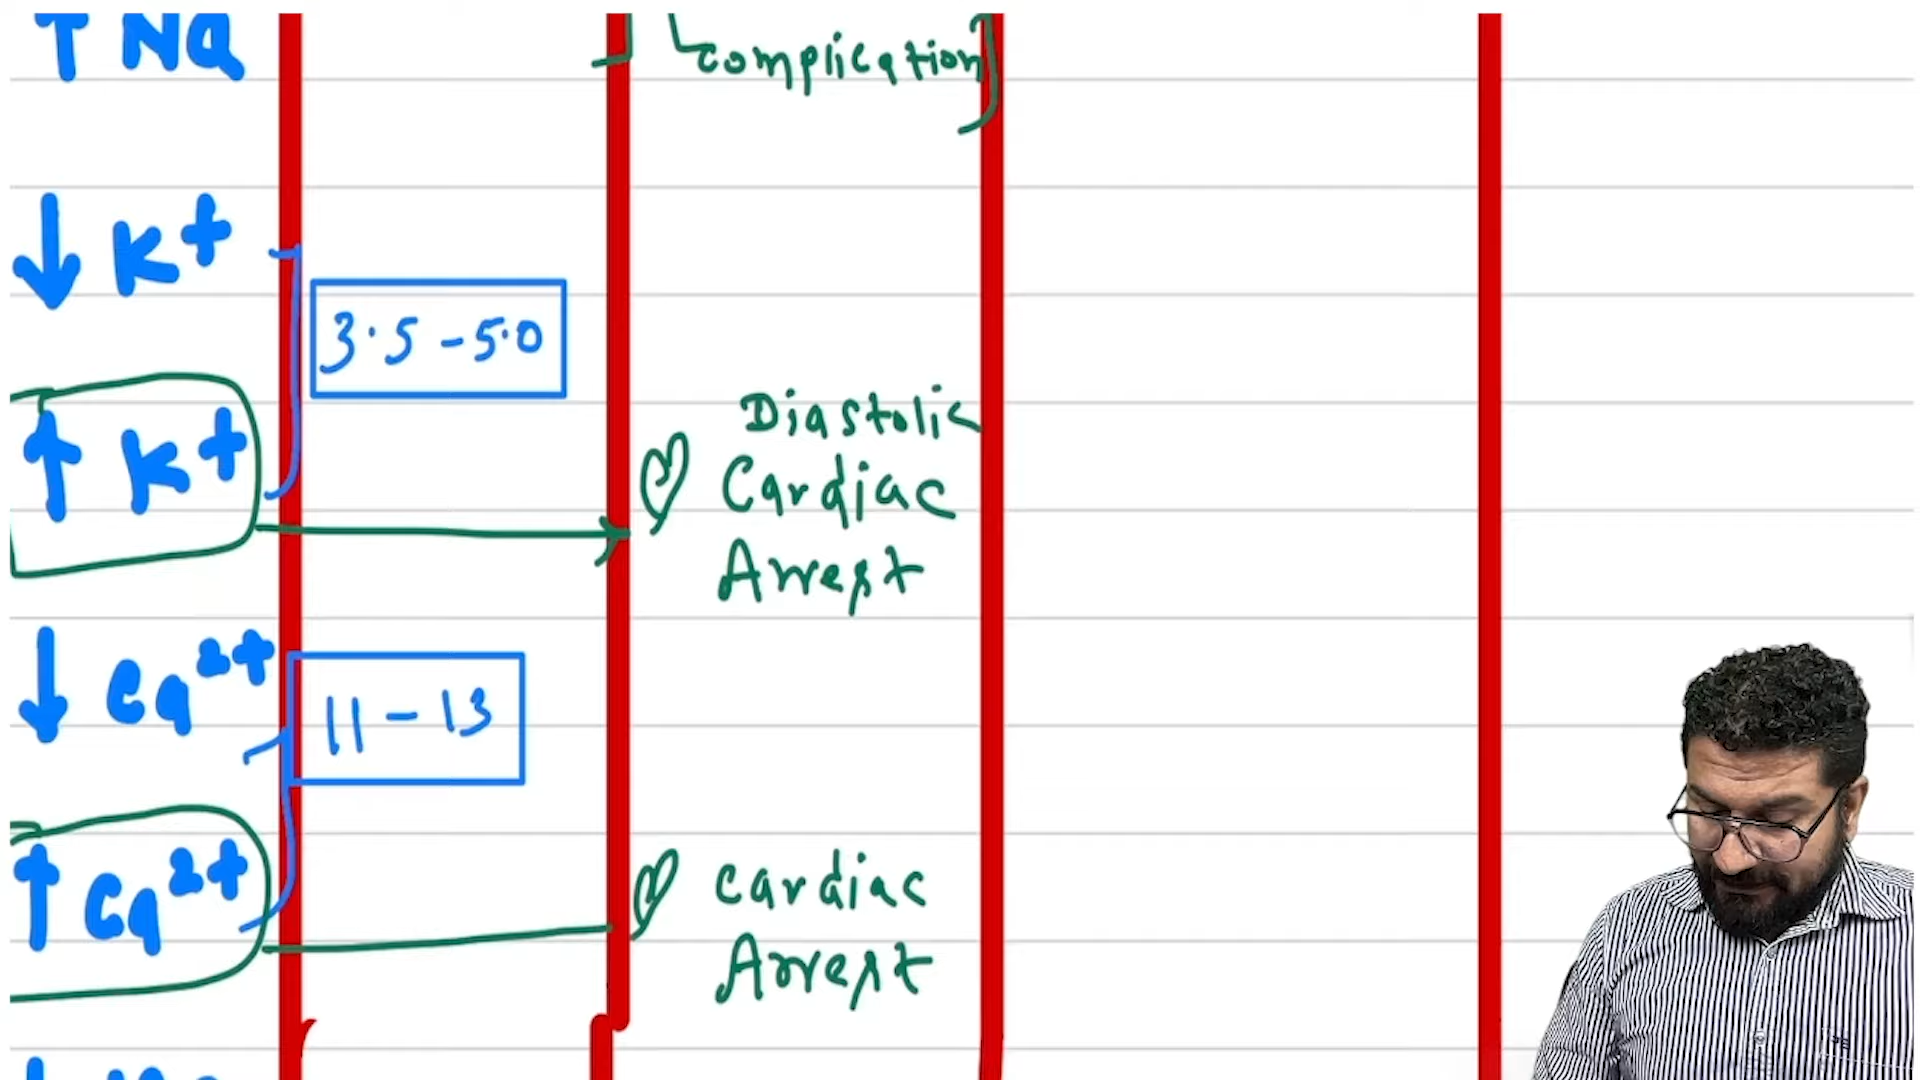 ↑ Na
complication
↓ K+
3.5 - 5.0
↑ K+
Diastolic
Cardiac
Arrest
↓ Ca2+
11 - 13
↑ Ca2+
cardiac
Arrest